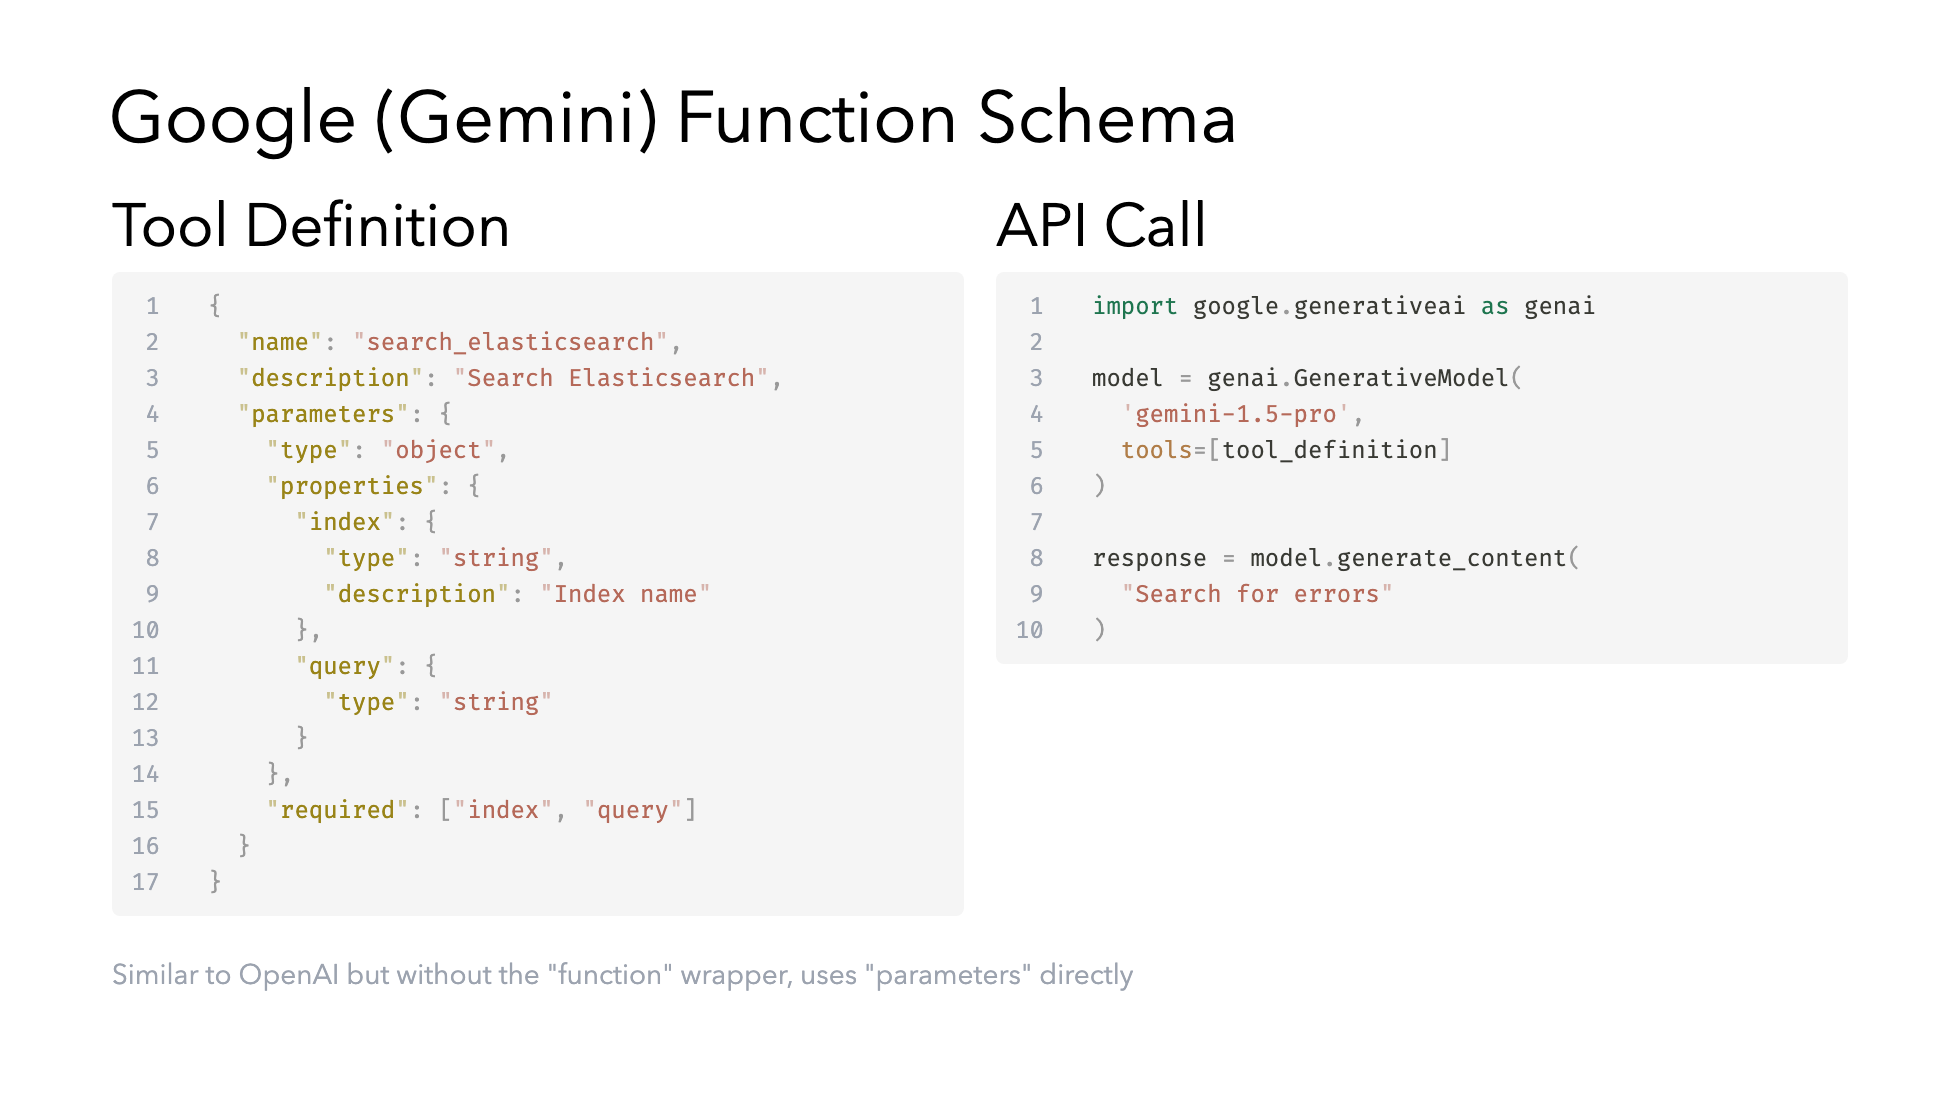 Google (Gemini) Function Schema
Tool Definition
1 {
2 "name": "search_elasticsearch",
3 "description": "Search Elasticsearch",
4 "parameters": {
5 "type": "object",
6 "properties": {
7 "index": {
8 "type": "string",
9 "description": "Index name"
10 },
11 "query": {
12 "type": "string"
13 }
14 },
15 "required": ["index", "query"]
16 }
17 }
API Call
1 import google.generativeai as genai
2
3 model = genai.GenerativeModel(
4 'gemini-1.5-pro',
5 tools=[tool_definition]
6 )
7
8 response = model.generate_content(
9 "Search for errors"
10 )
Similar to OpenAI but without the "function" wrapper, uses "parameters" directly